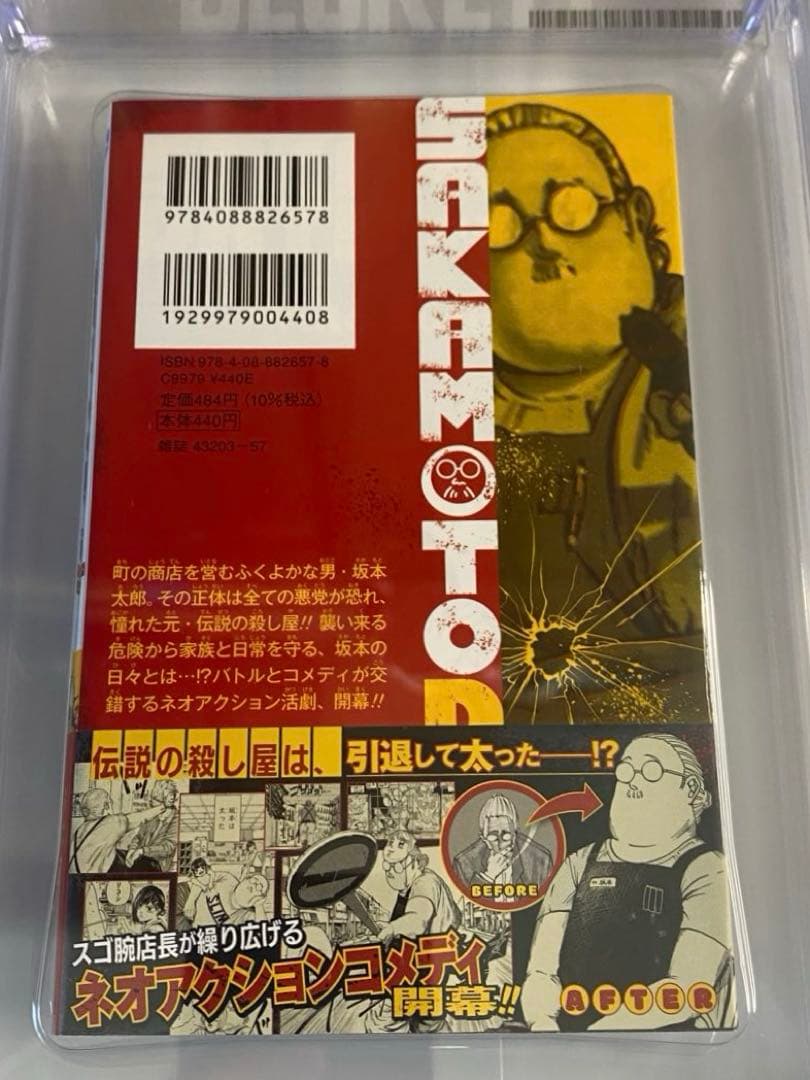 9784088826578
1929979004408
ISBN 978-4-08-882657-8
C9979 ¥440E
定価484円(10%税込)
本体440円
雑誌 43203-57
SAKAMOTO D
町の商店を営むふくよかな男・坂本
太郎。その正体は全ての悪党が恐れ、
憧れた元・伝説の殺し屋!! 襲い来る
危険から家族と日常を守る、坂本の
日々とは…!?バトルとコメディが交
錯するネオアクション活劇、開幕!!
伝説の殺し屋は、引退して太った——!?
坂本は
太った
BEFORE
スゴ腕店長が繰り広げる
ネオアクションコメディ
開幕!!
AFTER